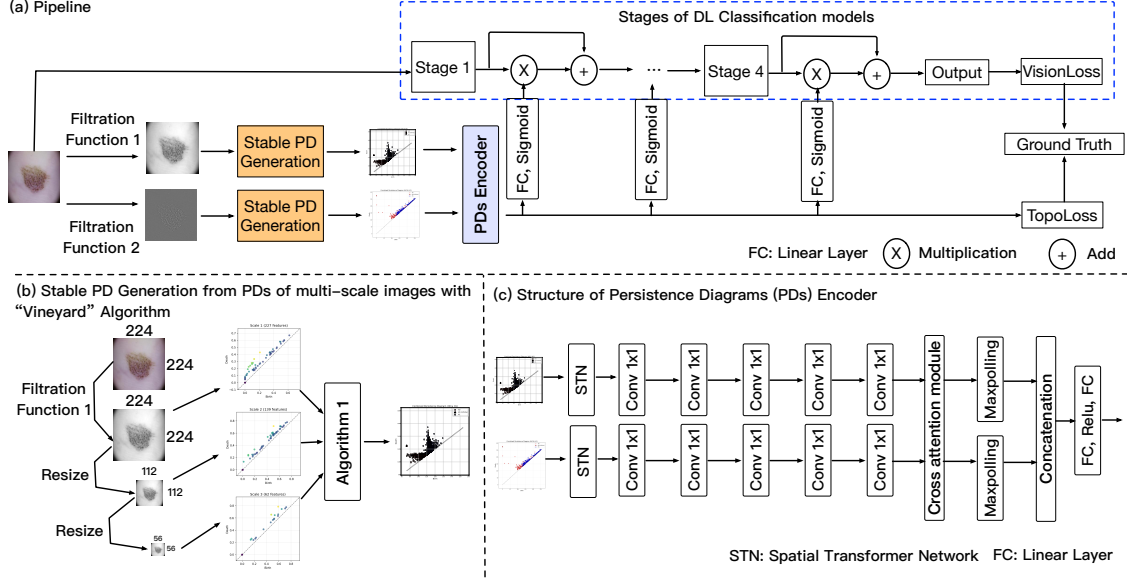 (a) Pipeline
Stages of DL Classification models
Stage 1
X
+
...
Stage 4
X
+
Output
VisionLoss
Filtration
Function 1
Stable PD
Generation
PDs Encoder
FC, Sigmoid
FC, Sigmoid
FC, Sigmoid
Ground Truth
Filtration
Function 2
Stable PD
Generation
TopoLoss
FC: Linear Layer
X
Multiplication
+
Add
(b) Stable PD Generation from PDs of multi-scale images with
“Vineyard” Algorithm
224
224
Filtration
Function 1
224
224
Resize
112
112
Resize
56
56
Scale 1 (227 features)
Algorithm 1
(c) Structure of Persistence Diagrams (PDs) Encoder
STN
Conv 1x1
Conv 1x1
Conv 1x1
Conv 1x1
Conv 1x1
STN
Conv 1x1
Conv 1x1
Conv 1x1
Conv 1x1
Conv 1x1
Cross attention module
Maxpolling
Maxpolling
Concatenation
FC, Relu, FC
STN: Spatial Transformer Network FC: Linear Layer